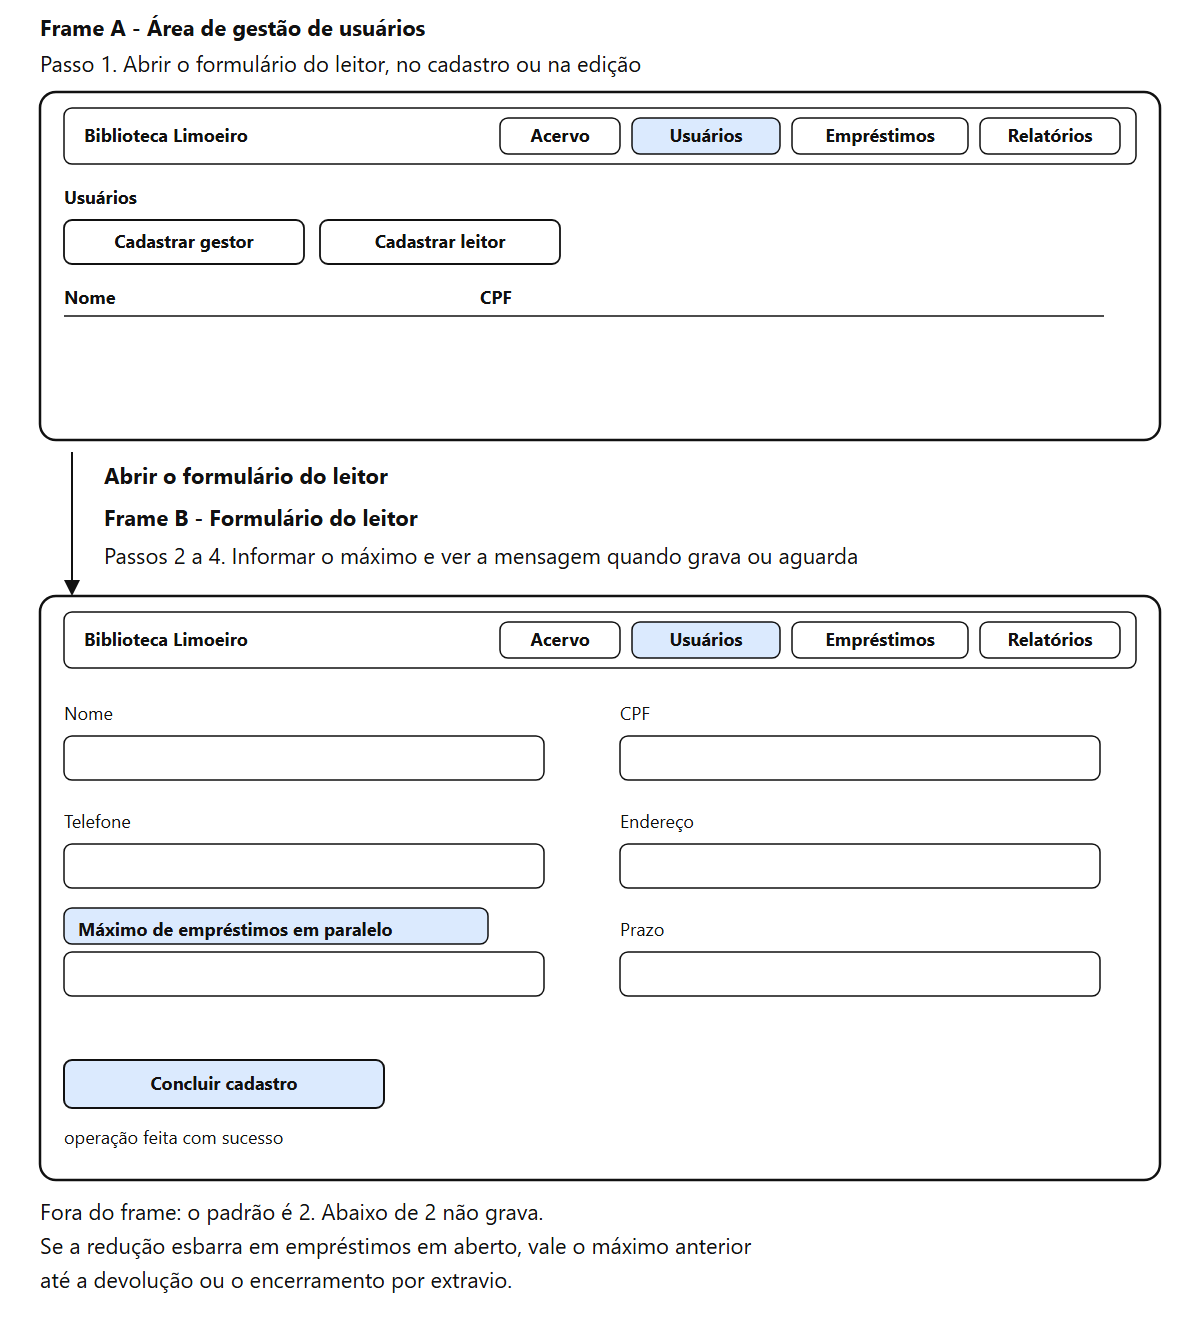 Frame A - Área de gestão de usuários
Passo 1. Abrir o formulário do leitor, no cadastro ou na edição
Biblioteca Limoeiro Acervo Usuários Empréstimos Relatórios
Usuários
Cadastrar gestor Cadastrar leitor
Nome CPF
Abrir o formulário do leitor
Frame B - Formulário do leitor
Passos 2 a 4. Informar o máximo e ver a mensagem quando grava ou aguarda
Biblioteca Limoeiro Acervo Usuários Empréstimos Relatórios
Nome CPF
Telefone Endereço
Máximo de empréstimos em paralelo Prazo
Concluir cadastro
operação feita com sucesso
Fora do frame: o padrão é 2. Abaixo de 2 não grava.
Se a redução esbarra em empréstimos em aberto, vale o máximo anterior
até a devolução ou o encerramento por extravio.